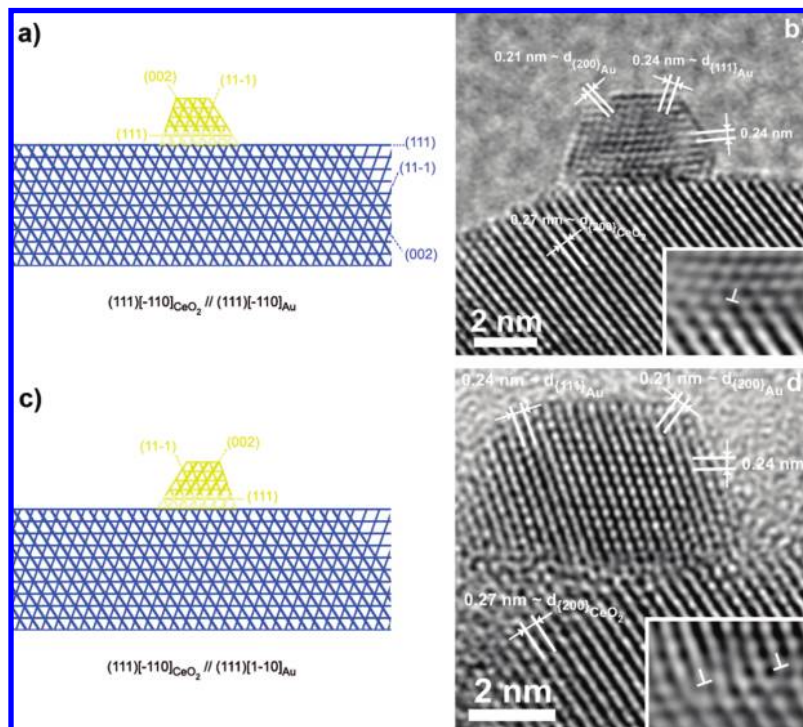 a)
(002)
(11-1)
(111)
(111)
(11-1)
(002)
(111)[-110]CeO2 // (111)[-110]Au
b
0.21 nm ~ d{200}Au
0.24 nm ~ d{111}Au
0.24 nm
0.27 nm ~ d{200}CeO2
2 nm
c)
(11-1)
(002)
(111)
(111)[-110]CeO2 // (111)[1-10]Au
d
0.24 nm ~ d{111}Au
0.21 nm ~ d{200}Au
0.24 nm
0.27 nm ~ d{200}CeO2
2 nm